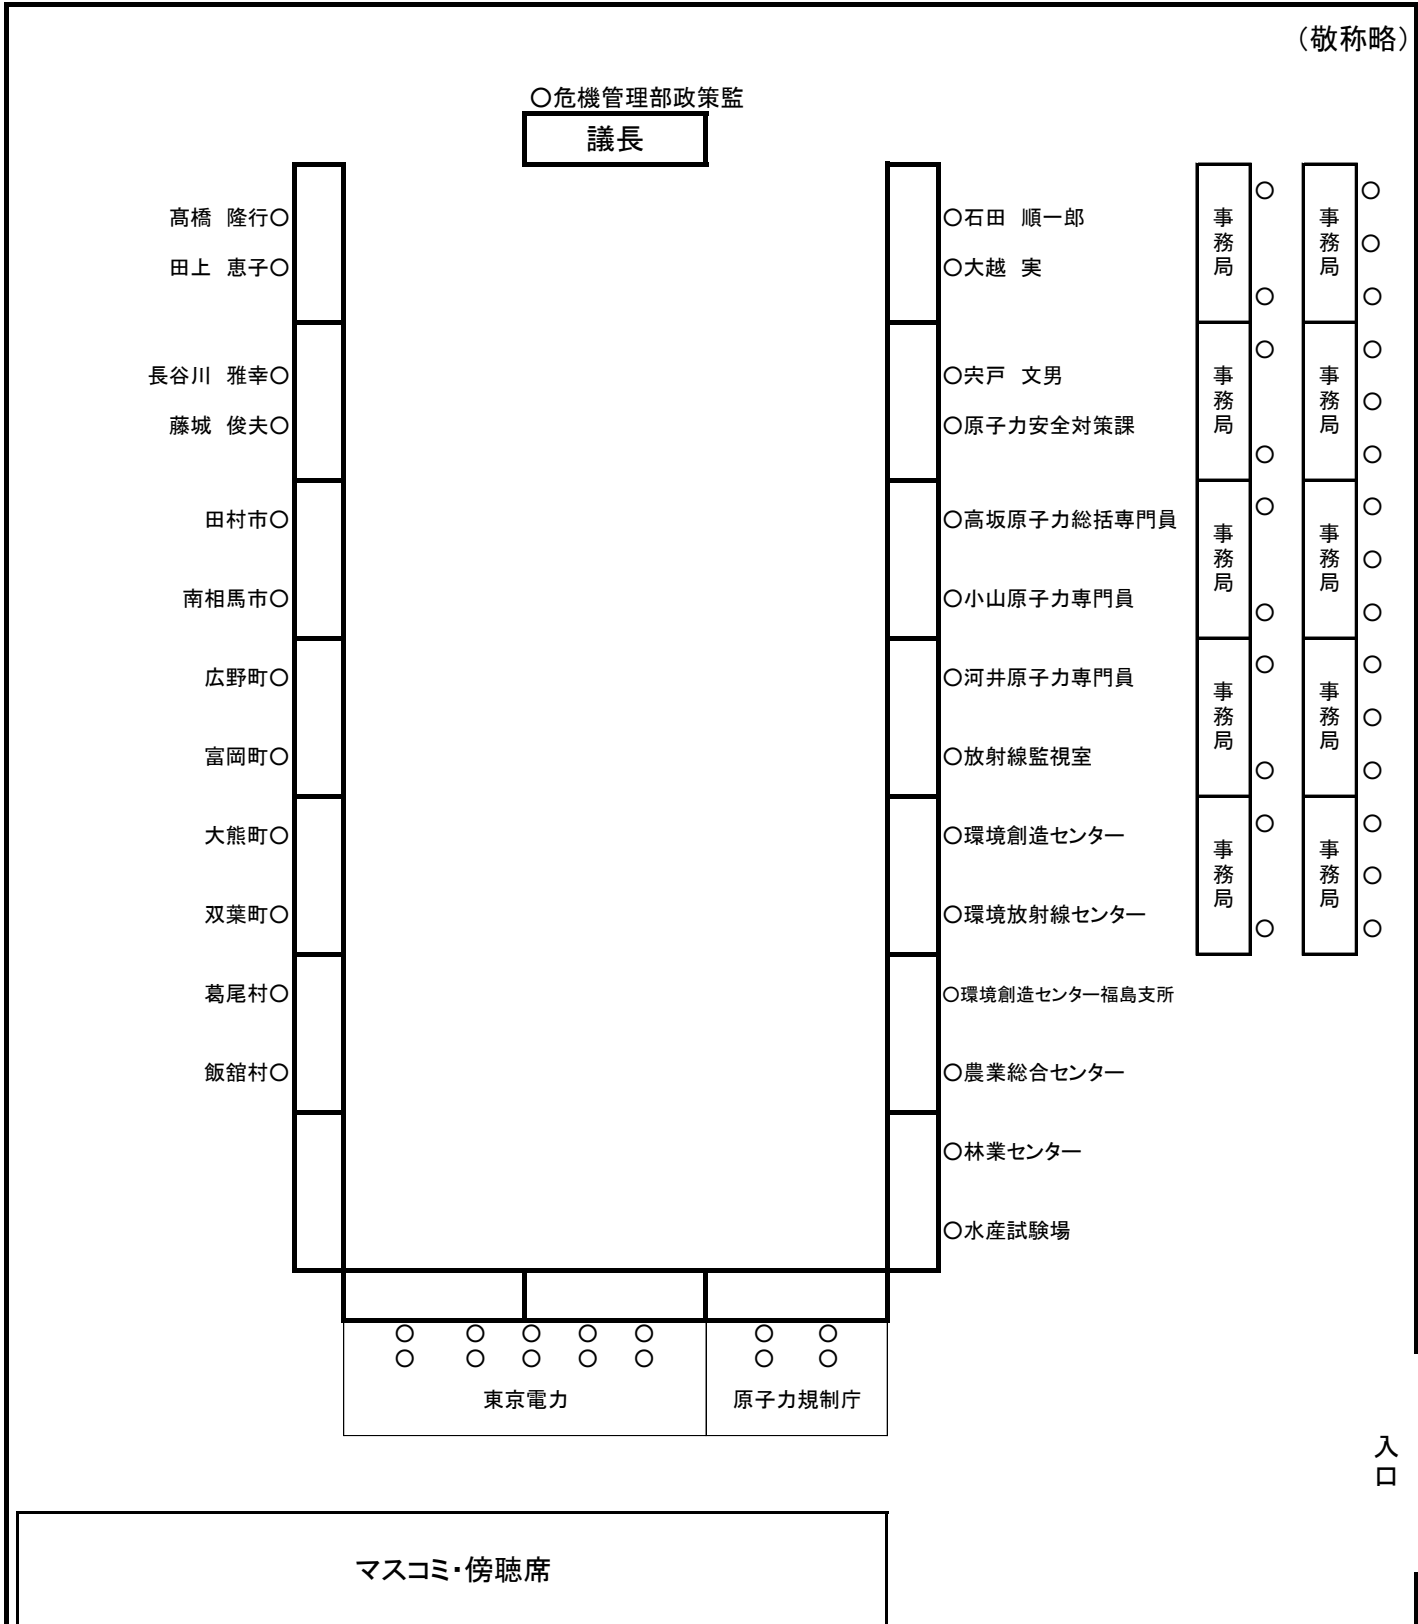 （敬称略）
○危機管理部政策監
議長
髙橋　隆行○
田上　恵子○
長谷川　雅幸○
藤城　俊夫○
田村市○
南相馬市○
広野町○
富岡町○
大熊町○
双葉町○
葛尾村○
飯舘村○
○石田　順一郎
○大越　実
○宍戸　文男
○原子力安全対策課
○高坂原子力総括専門員
○小山原子力専門員
○河井原子力専門員
○放射線監視室
○環境創造センター
○環境放射線センター
○環境創造センター福島支所
○農業総合センター
○林業センター
○水産試験場
事務局
事務局
事務局
事務局
事務局
事務局
事務局
事務局
事務局
事務局
東京電力
原子力規制庁
入口
マスコミ・傍聴席